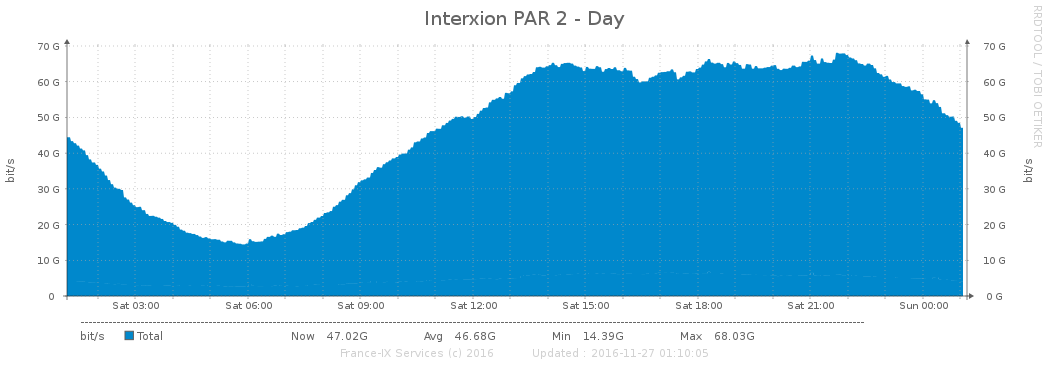 Interxion PAR 2 - Day
RRDTOOL / TOBI OETIKER
70 G 70 G
60 G 60 G
50 G 50 G
40 G 40 G
30 G 30 G
20 G 20 G
10 G 10 G
0 0 G
bit/s bit/s
Sat 03:00 Sat 06:00 Sat 09:00 Sat 12:00 Sat 15:00 Sat 18:00 Sat 21:00 Sun 00:00
bit/s Total Now 47.02G Avg 46.68G Min 14.39G Max 68.03G
France-IX Services (c) 2016 Updated : 2016-11-27 01:10:05